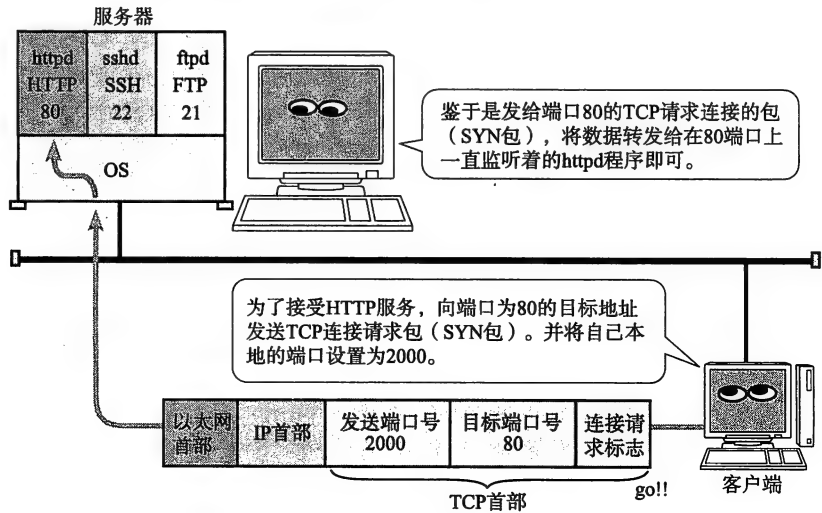 服务器
httpd sshd ftpd
HTTP SSH FTP
80 22 21
OS
鉴于是发给端口80的TCP请求连接的包
（SYN包），将数据转发给在80端口上
一直监听着的httpd程序即可。
为了接受HTTP服务，向端口为80的目标地址
发送TCP连接请求包（SYN包）。并将自己本
地的端口设置为2000。
以太网
首部
IP首部
发送端口号
2000
目标端口号
80
连接请
求标志
TCP首部
go!!
客户端